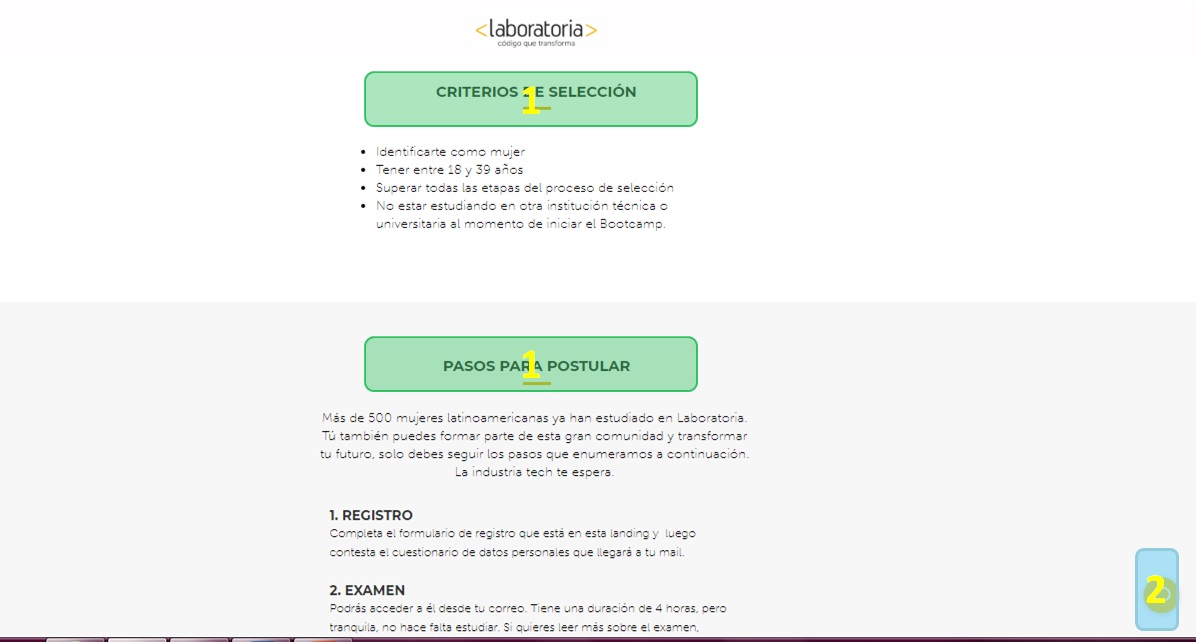 <laboratoria>
código que transforma
CRITERIOS DE SELECCIÓN
1
• Identificarte como mujer
• Tener entre 18 y 39 años
• Superar todas las etapas del proceso de selección
• No estar estudiando en otra institución técnica o
universitaria al momento de iniciar el Bootcamp.
PASOS PARA POSTULAR
1
Más de 500 mujeres latinoamericanas ya han estudiado en Laboratoria.
Tú también puedes formar parte de esta gran comunidad y transformar
tu futuro, solo debes seguir los pasos que enumeramos a continuación.
La industria tech te espera.
1. REGISTRO
Completa el formulario de registro que está en esta landing y luego
contesta el cuestionario de datos personales que llegará a tu mail.
2. EXAMEN
Podrás acceder a él desde tu correo. Tiene una duración de 4 horas, pero
tranquila, no hace falta estudiar. Si quieres leer más sobre el examen,
2